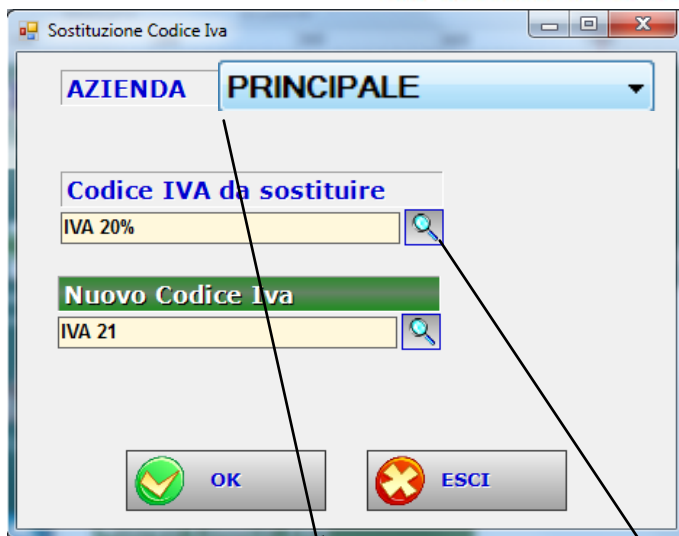 Sostituzione Codice Iva
AZIENDA PRINCIPALE
Codice IVA da sostituire
IVA 20%
Nuovo Codice Iva
IVA 21
OK ESCI